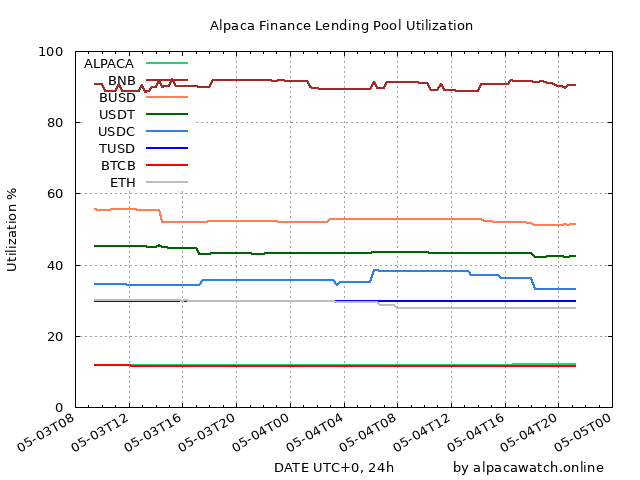 Alpaca Finance Lending Pool Utilization
100
80
60
40
20
0
Utilization %
ALPACA
BNB
BUSD
USDT
USDC
TUSD
BTCB
ETH
05-03T08
05-03T12
05-03T16
05-03T20
05-04T00
05-04T04
05-04T08
05-04T12
05-04T16
05-04T20
05-05T00
DATE UTC+0, 24h
by alpacawatch.online